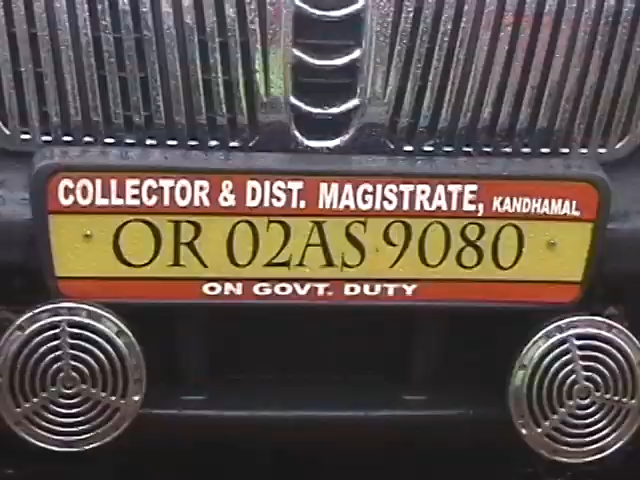 COLLECTOR & DIST. MAGISTRATE, KANDHAMAL
OR 02AS 9080
ON GOVT. DUTY